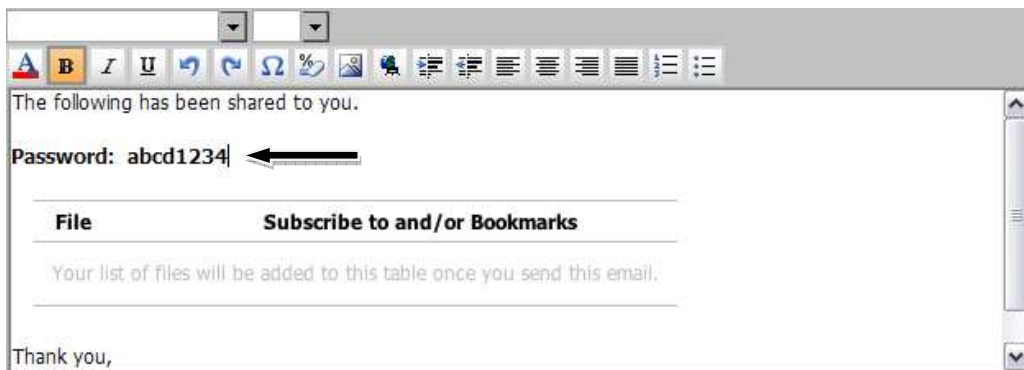 A B I U Ω
The following has been shared to you.
Password: abcd1234
File Subscribe to and/or Bookmarks
Your list of files will be added to this table once you send this email.
Thank you,